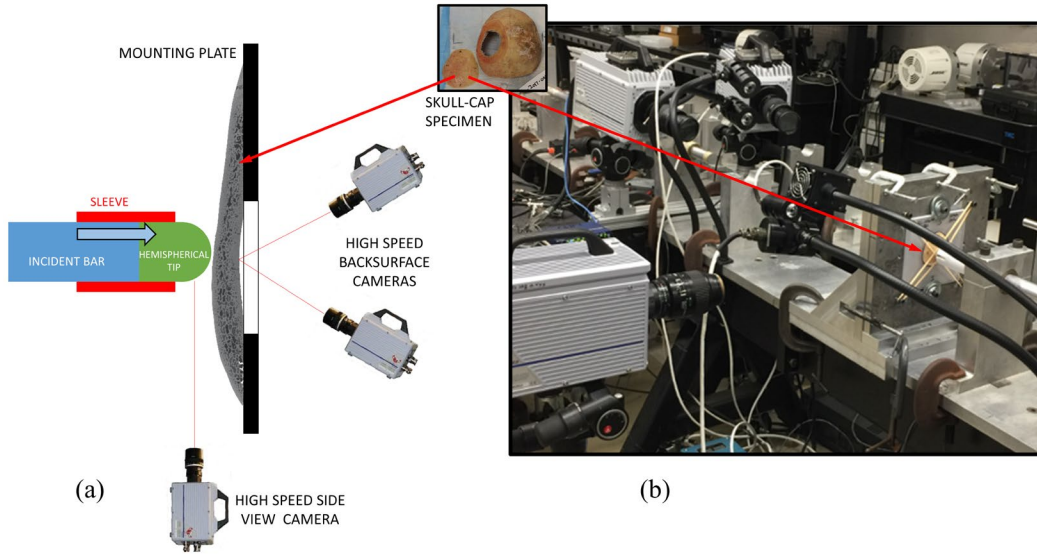 MOUNTING PLATE
SKULL-CAP
SPECIMEN
SLEEVE
INCIDENT BAR
HEMISPHERICAL
TIP
HIGH SPEED
BACKSURFACE
CAMERAS
HIGH SPEED SIDE
VIEW CAMERA
(a)
(b)